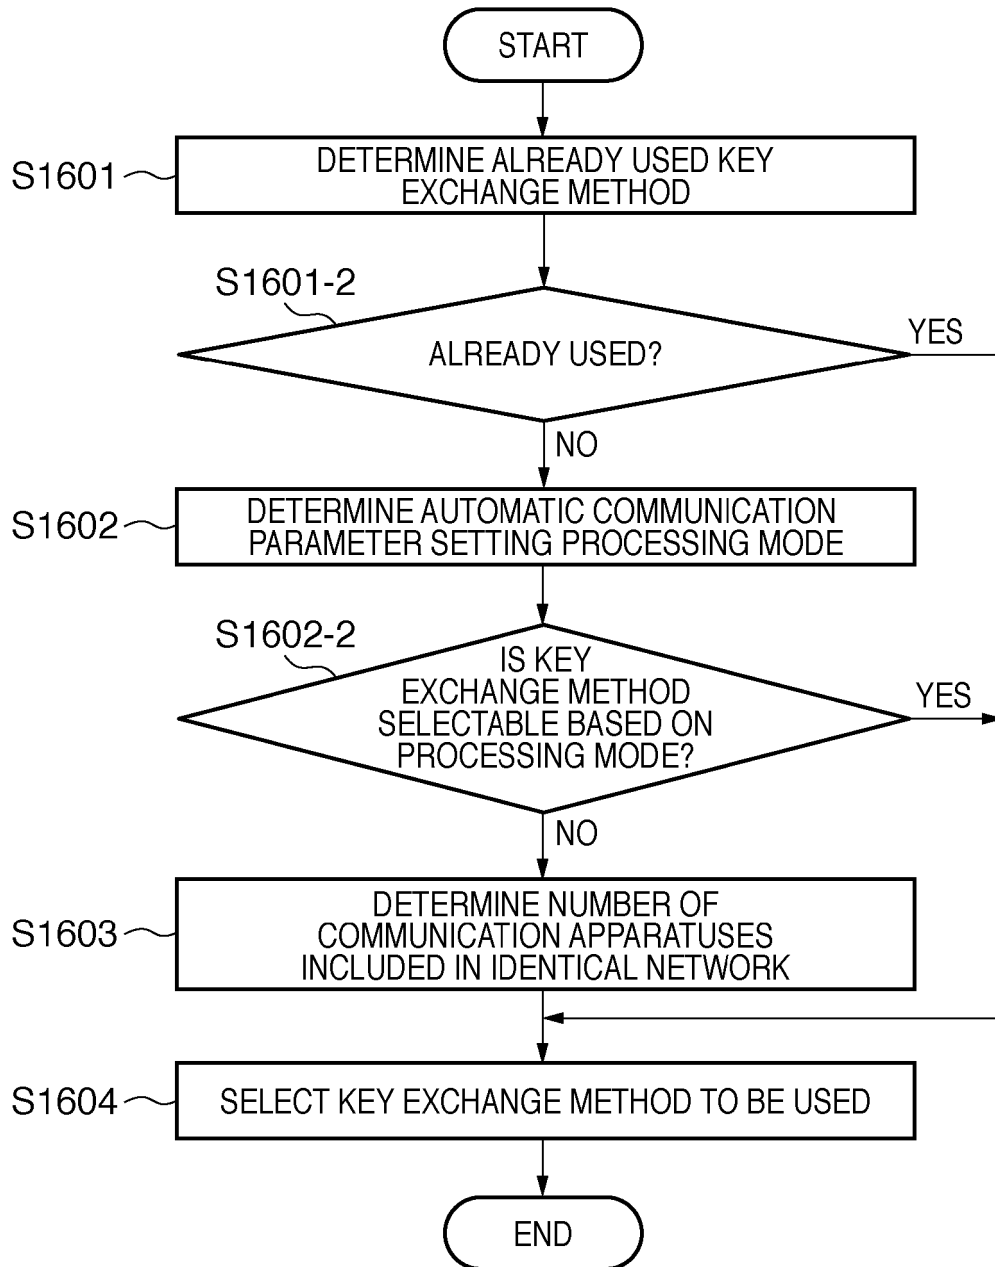 START
S1601
DETERMINE ALREADY USED KEY
EXCHANGE METHOD
S1601-2
ALREADY USED?
YES
NO
S1602
DETERMINE AUTOMATIC COMMUNICATION
PARAMETER SETTING PROCESSING MODE
S1602-2
IS KEY
EXCHANGE METHOD
SELECTABLE BASED ON
PROCESSING MODE?
YES
NO
S1603
DETERMINE NUMBER OF
COMMUNICATION APPARATUSES
INCLUDED IN IDENTICAL NETWORK
S1604
SELECT KEY EXCHANGE METHOD TO BE USED
END